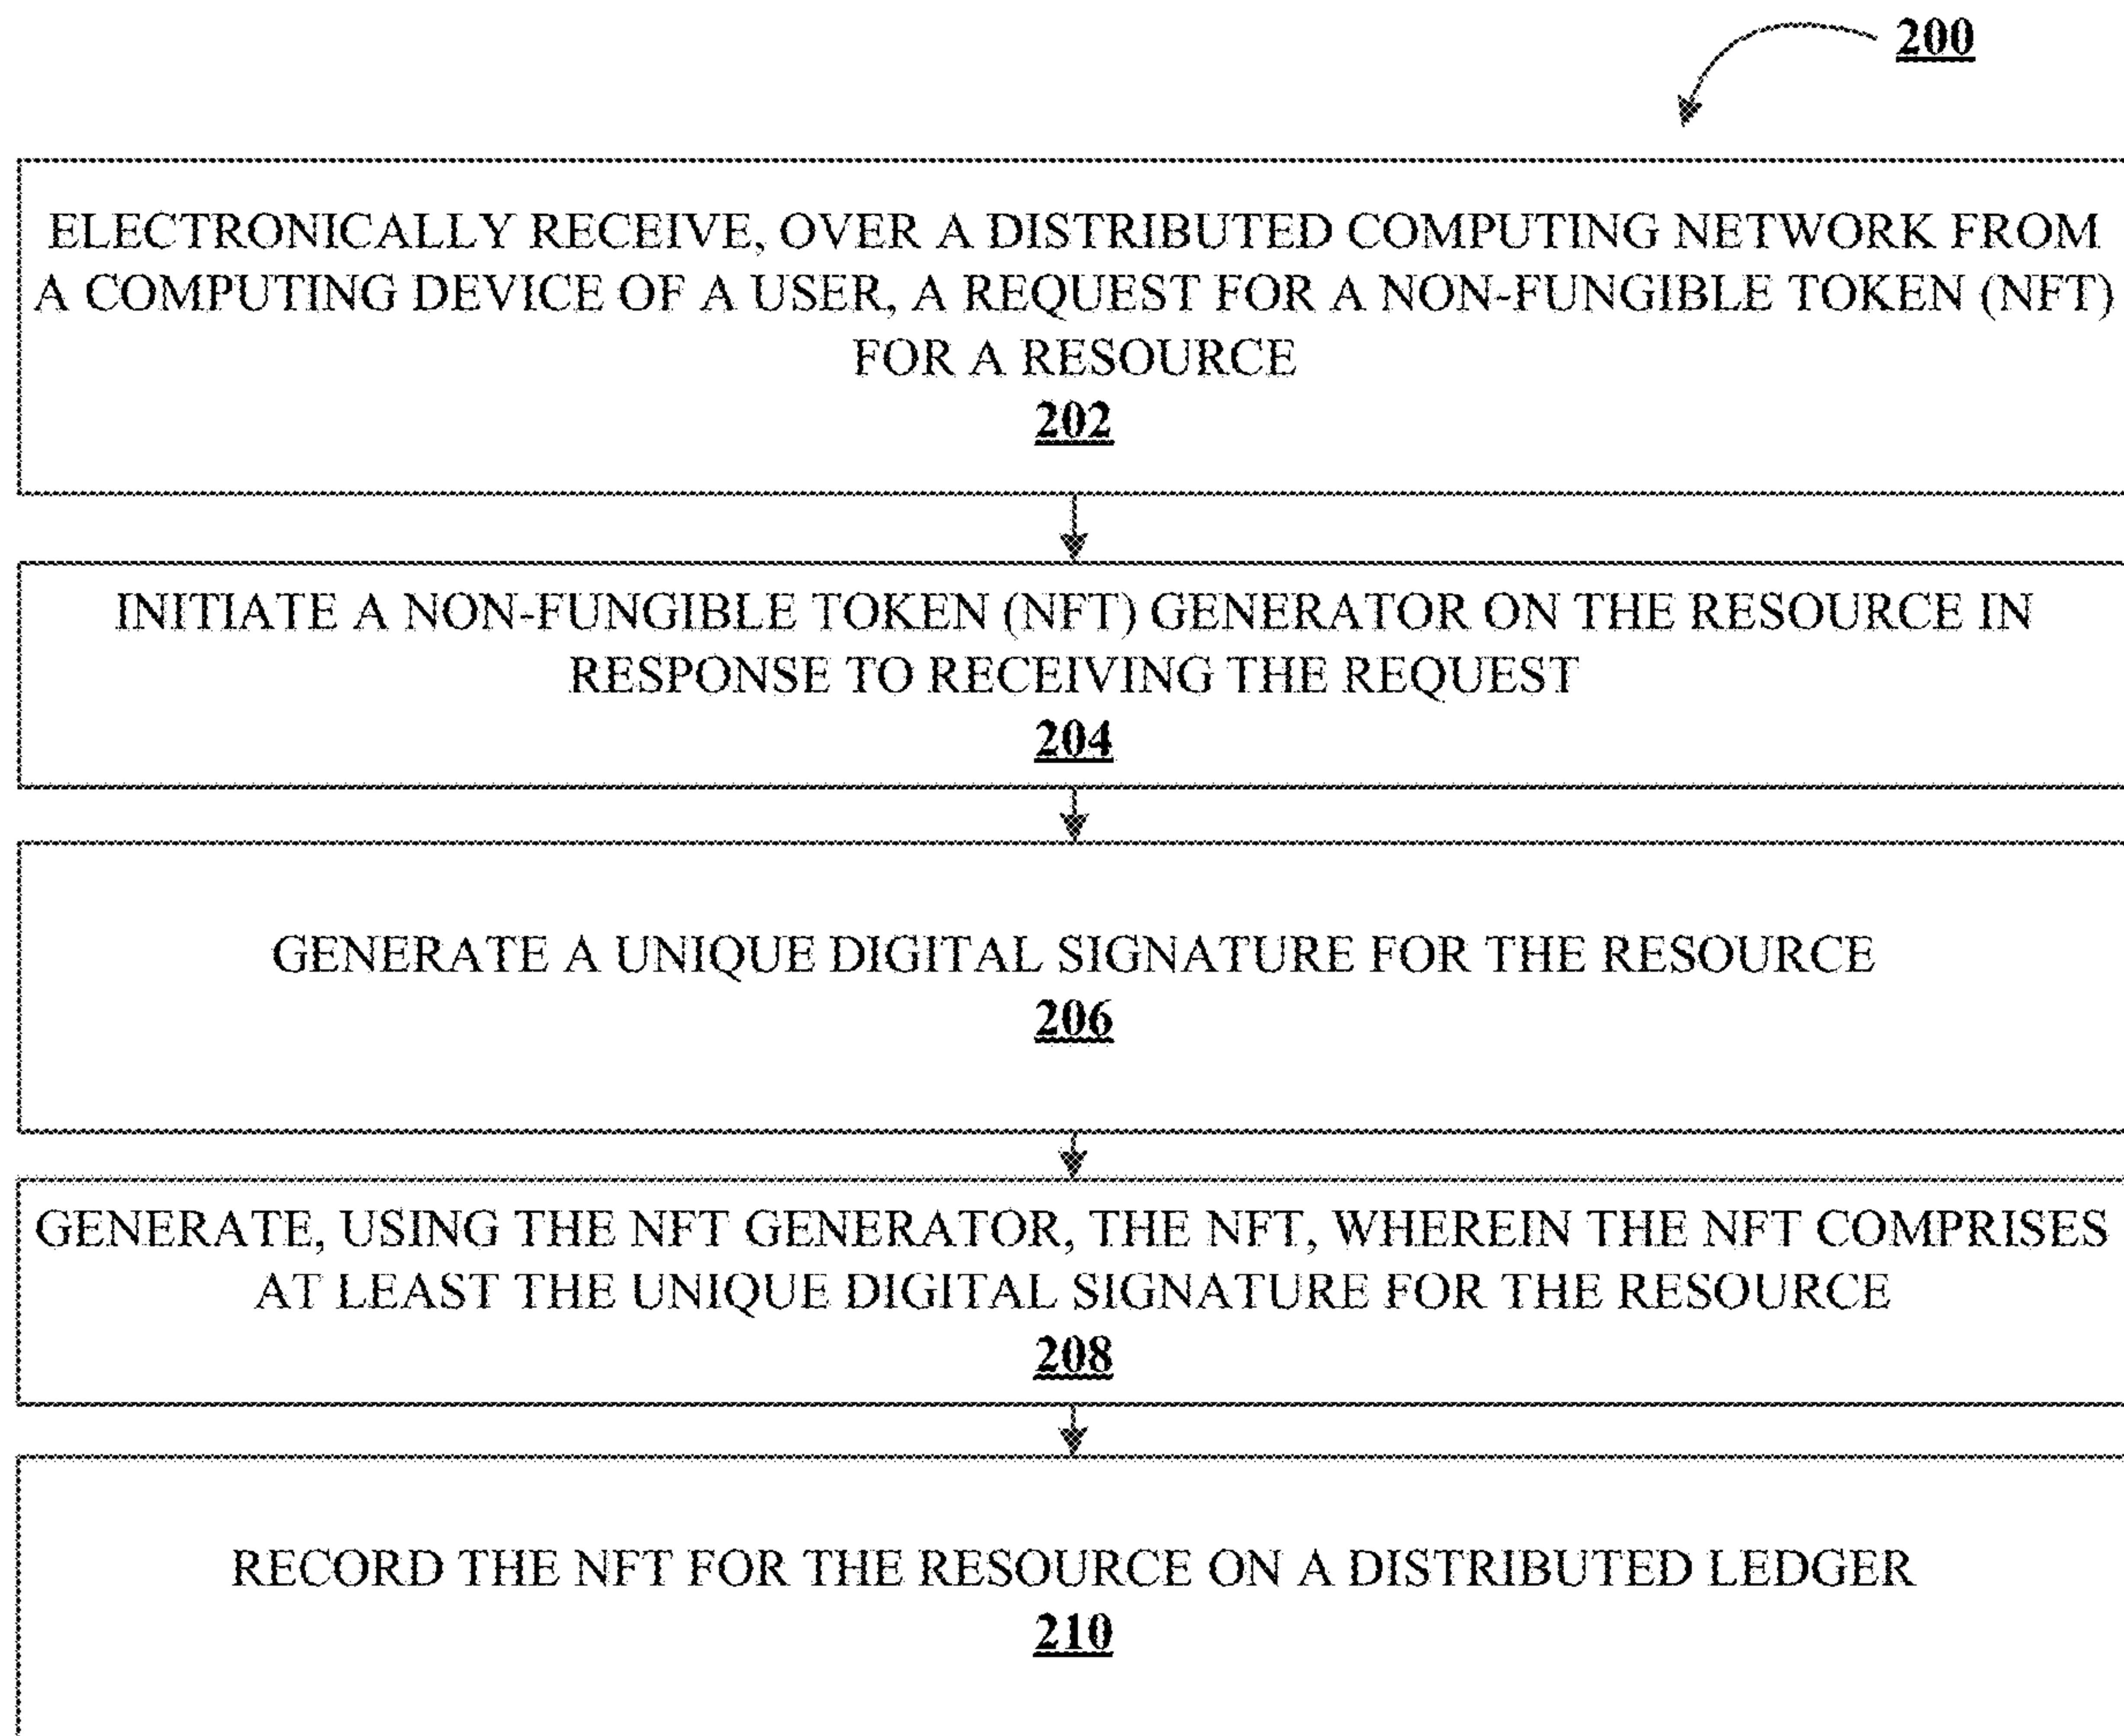 200
ELECTRONICALLY RECEIVE, OVER A DISTRIBUTED COMPUTING NETWORK FROM
A COMPUTING DEVICE OF A USER, A REQUEST FOR A NON-FUNGIBLE TOKEN (NFT)
FOR A RESOURCE
202
INITIATE A NON-FUNGIBLE TOKEN (NFT) GENERATOR ON THE RESOURCE IN
RESPONSE TO RECEIVING THE REQUEST
204
GENERATE A UNIQUE DIGITAL SIGNATURE FOR THE RESOURCE
206
GENERATE, USING THE NFT GENERATOR, THE NFT, WHEREIN THE NFT COMPRISES
AT LEAST THE UNIQUE DIGITAL SIGNATURE FOR THE RESOURCE
208
RECORD THE NFT FOR THE RESOURCE ON A DISTRIBUTED LEDGER
210